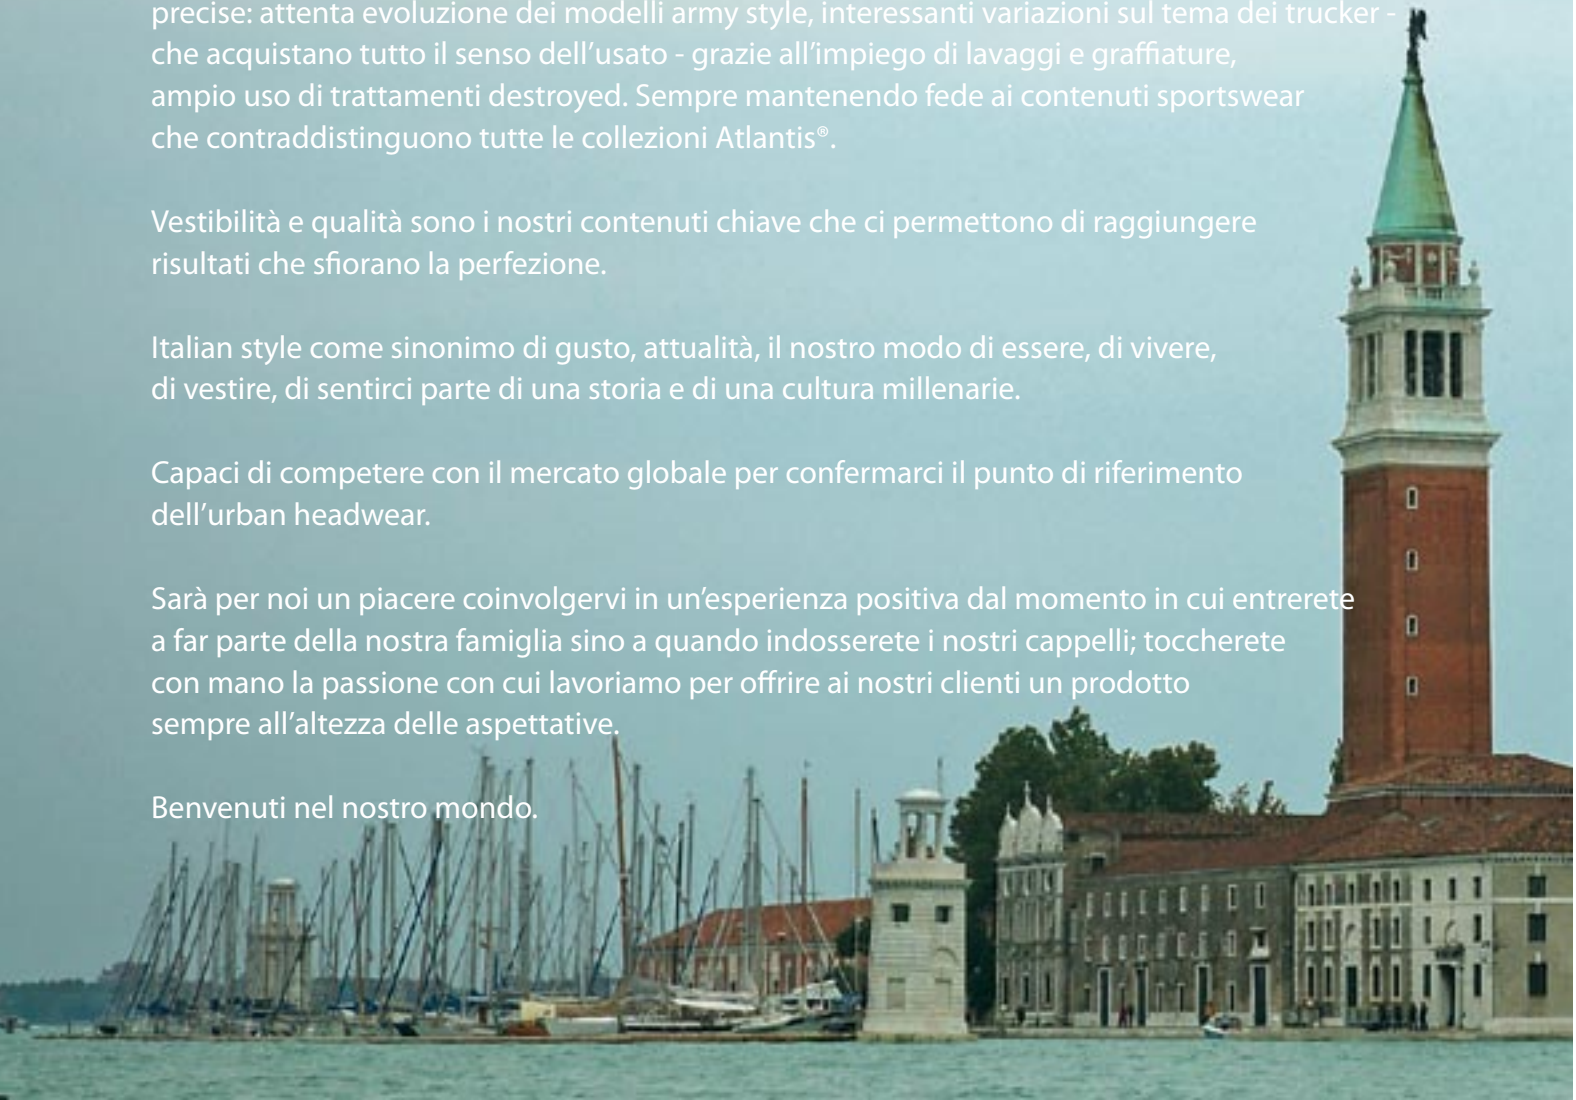 precise: attenta evoluzione dei modelli army style, interessanti variazioni sul tema dei trucker -
che acquistano tutto il senso dell’usato - grazie all’impiego di lavaggi e graffiature,
ampio uso di trattamenti destroyed. Sempre mantenendo fede ai contenuti sportswear
che contraddistinguono tutte le collezioni Atlantis®.
Vestibilità e qualità sono i nostri contenuti chiave che ci permettono di raggiungere
risultati che sfiorano la perfezione.
Italian style come sinonimo di gusto, attualità, il nostro modo di essere, di vivere,
di vestire, di sentirci parte di una storia e di una cultura millenarie.
Capaci di competere con il mercato globale per confermarci il punto di riferimento
dell’urban headwear.
Sarà per noi un piacere coinvolgervi in un’esperienza positiva dal momento in cui entrerete
a far parte della nostra famiglia sino a quando indosserete i nostri cappelli; toccherete
con mano la passione con cui lavoriamo per offrire ai nostri clienti un prodotto
sempre all’altezza delle aspettative.
Benvenuti nel nostro mondo.